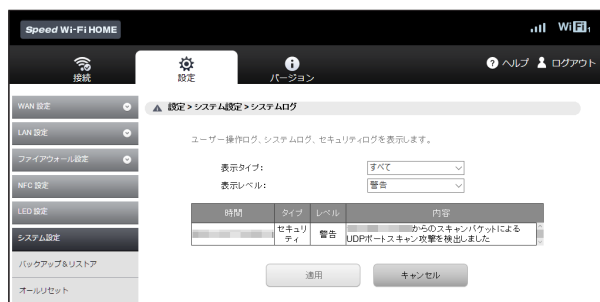 Speed Wi-Fi HOME
WiFi 1
接続
設定
バージョン
? ヘルプ ログアウト
WAN 設定
LAN 設定
ファイアウォール設定
NFC 設定
LED 設定
システム設定
バックアップ&リストア
オールリセット
設定 > システム設定 > システムログ
ユーザー操作ログ、システムログ、セキュリティログを表示します。
表示タイプ: すべて
表示レベル: 警告
時間 タイプ レベル 内容
セキュリ
ティ
警告
からのスキャンパケットによる
UDPポートスキャン攻撃を検出しました
適用 キャンセル